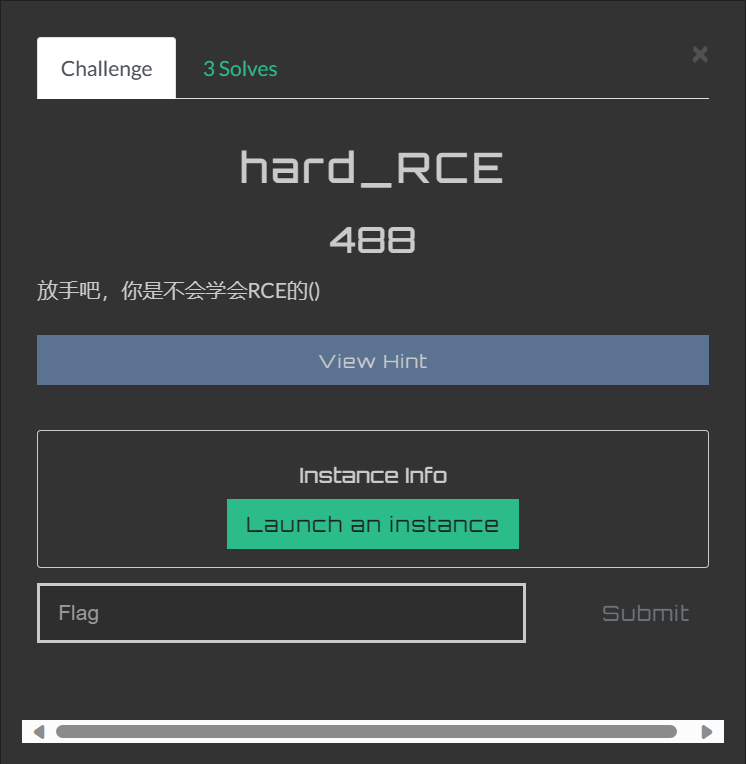 Challenge
3 Solves
×
hard_RCE
488
放手吧，你是不会学会RCE的()
View Hint
Instance Info
Launch an instance
Flag
Submit